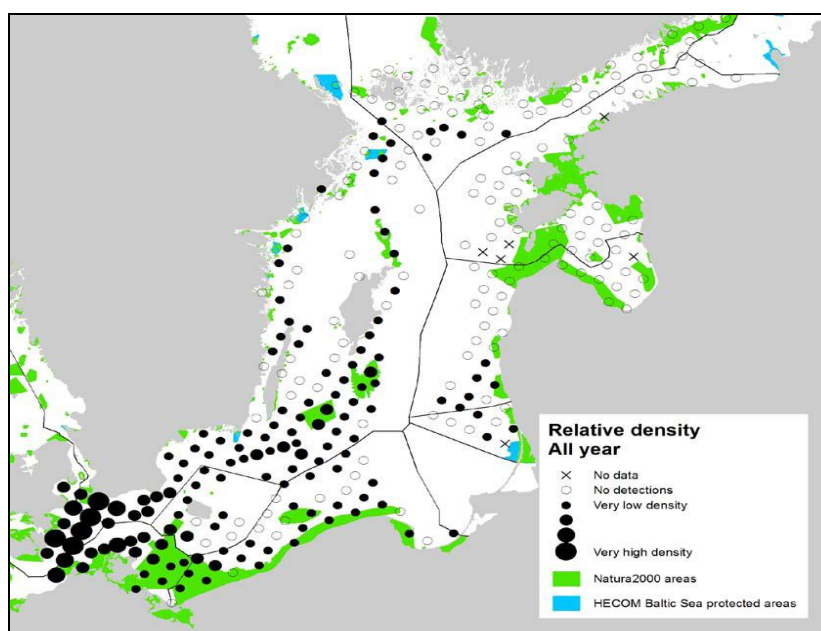 Relative density
All year
No data
No detections
Very low density
Very high density
Natura2000 areas
HECOM Baltic Sea protected areas